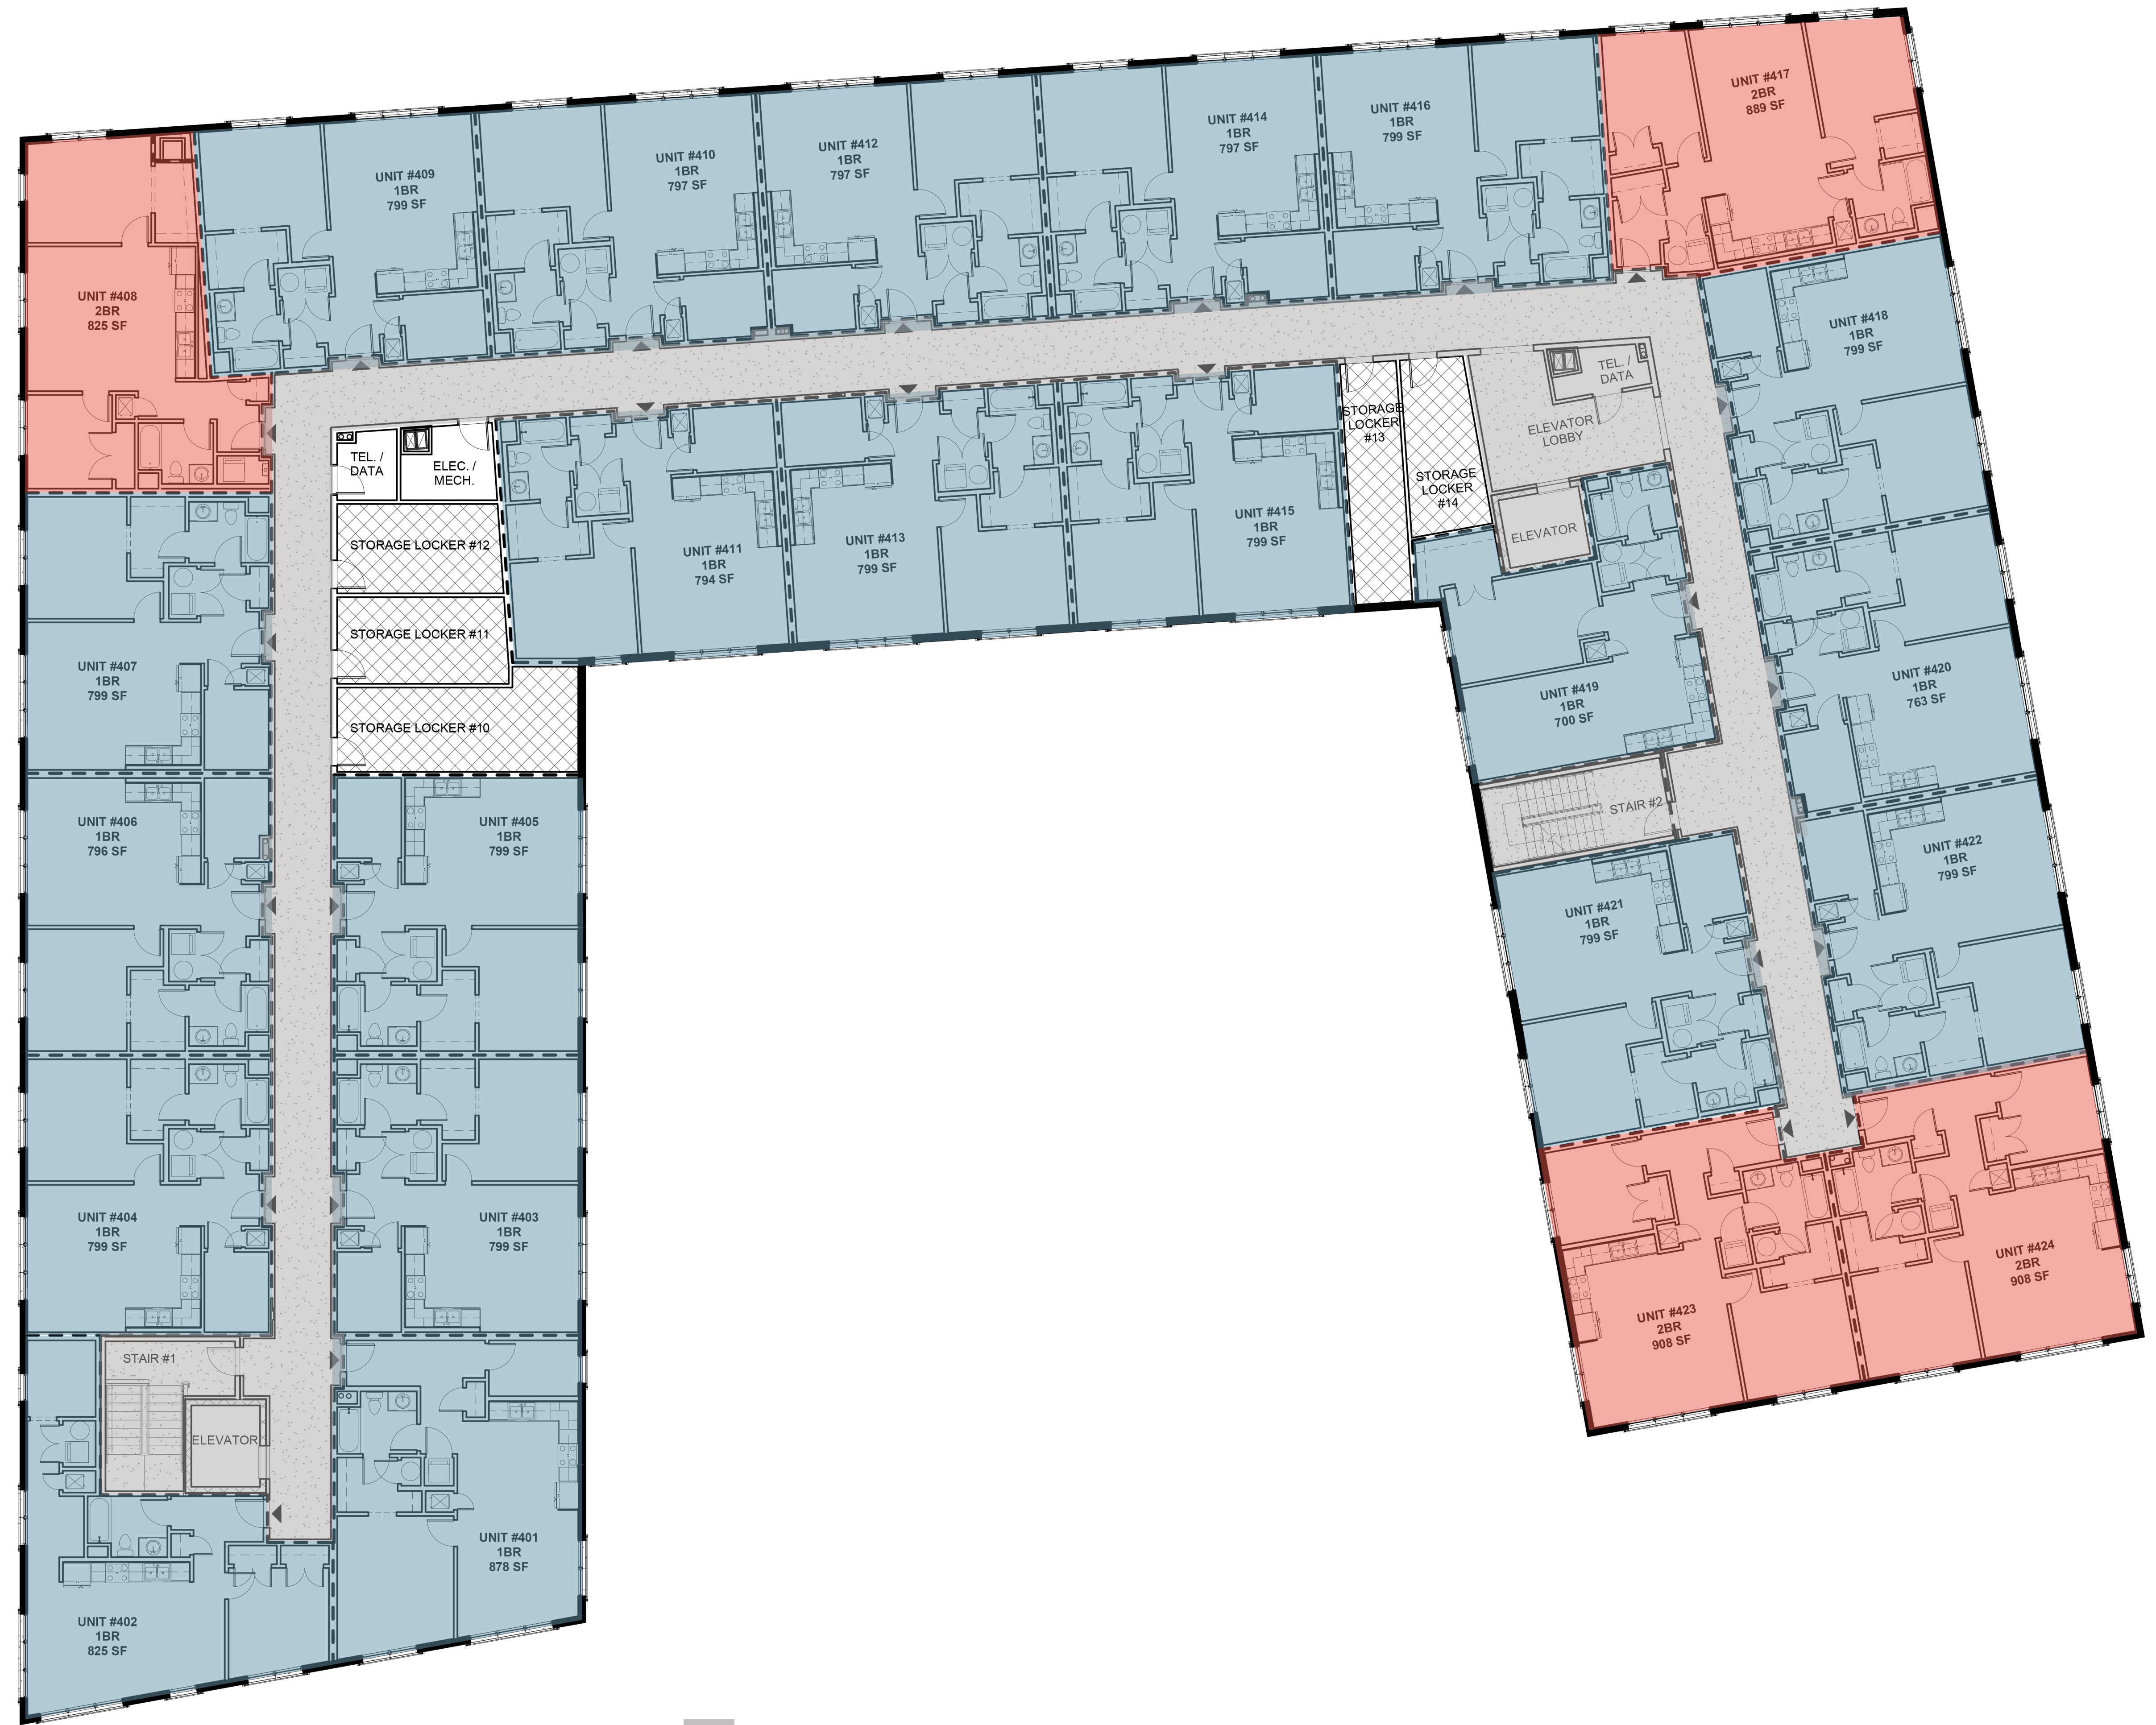 UNIT #417
2BR
889 SF
UNIT #416
1BR
799 SF
UNIT #414
1BR
797 SF
UNIT #412
1BR
797 SF
UNIT #410
1BR
797 SF
UNIT #409
1BR
799 SF
UNIT #408
2BR
825 SF
UNIT #418
1BR
799 SF
TEL. /
DATA
ELEVATOR
LOBBY
STORAGE
LOCKER
#13
STORAGE
LOCKER
#14
ELEVATOR
TEL. /
DATA
ELEC. /
MECH.
UNIT #415
1BR
799 SF
UNIT #413
1BR
799 SF
UNIT #411
1BR
794 SF
STORAGE LOCKER #12
STORAGE LOCKER #11
STORAGE LOCKER #10
UNIT #407
1BR
799 SF
UNIT #419
1BR
700 SF
UNIT #420
1BR
763 SF
STAIR #2
UNIT #406
1BR
796 SF
UNIT #405
1BR
799 SF
UNIT #421
1BR
799 SF
UNIT #422
1BR
799 SF
UNIT #404
1BR
799 SF
UNIT #403
1BR
799 SF
UNIT #423
2BR
908 SF
UNIT #424
2BR
908 SF
STAIR #1
ELEVATOR
UNIT #401
1BR
878 SF
UNIT #402
1BR
825 SF